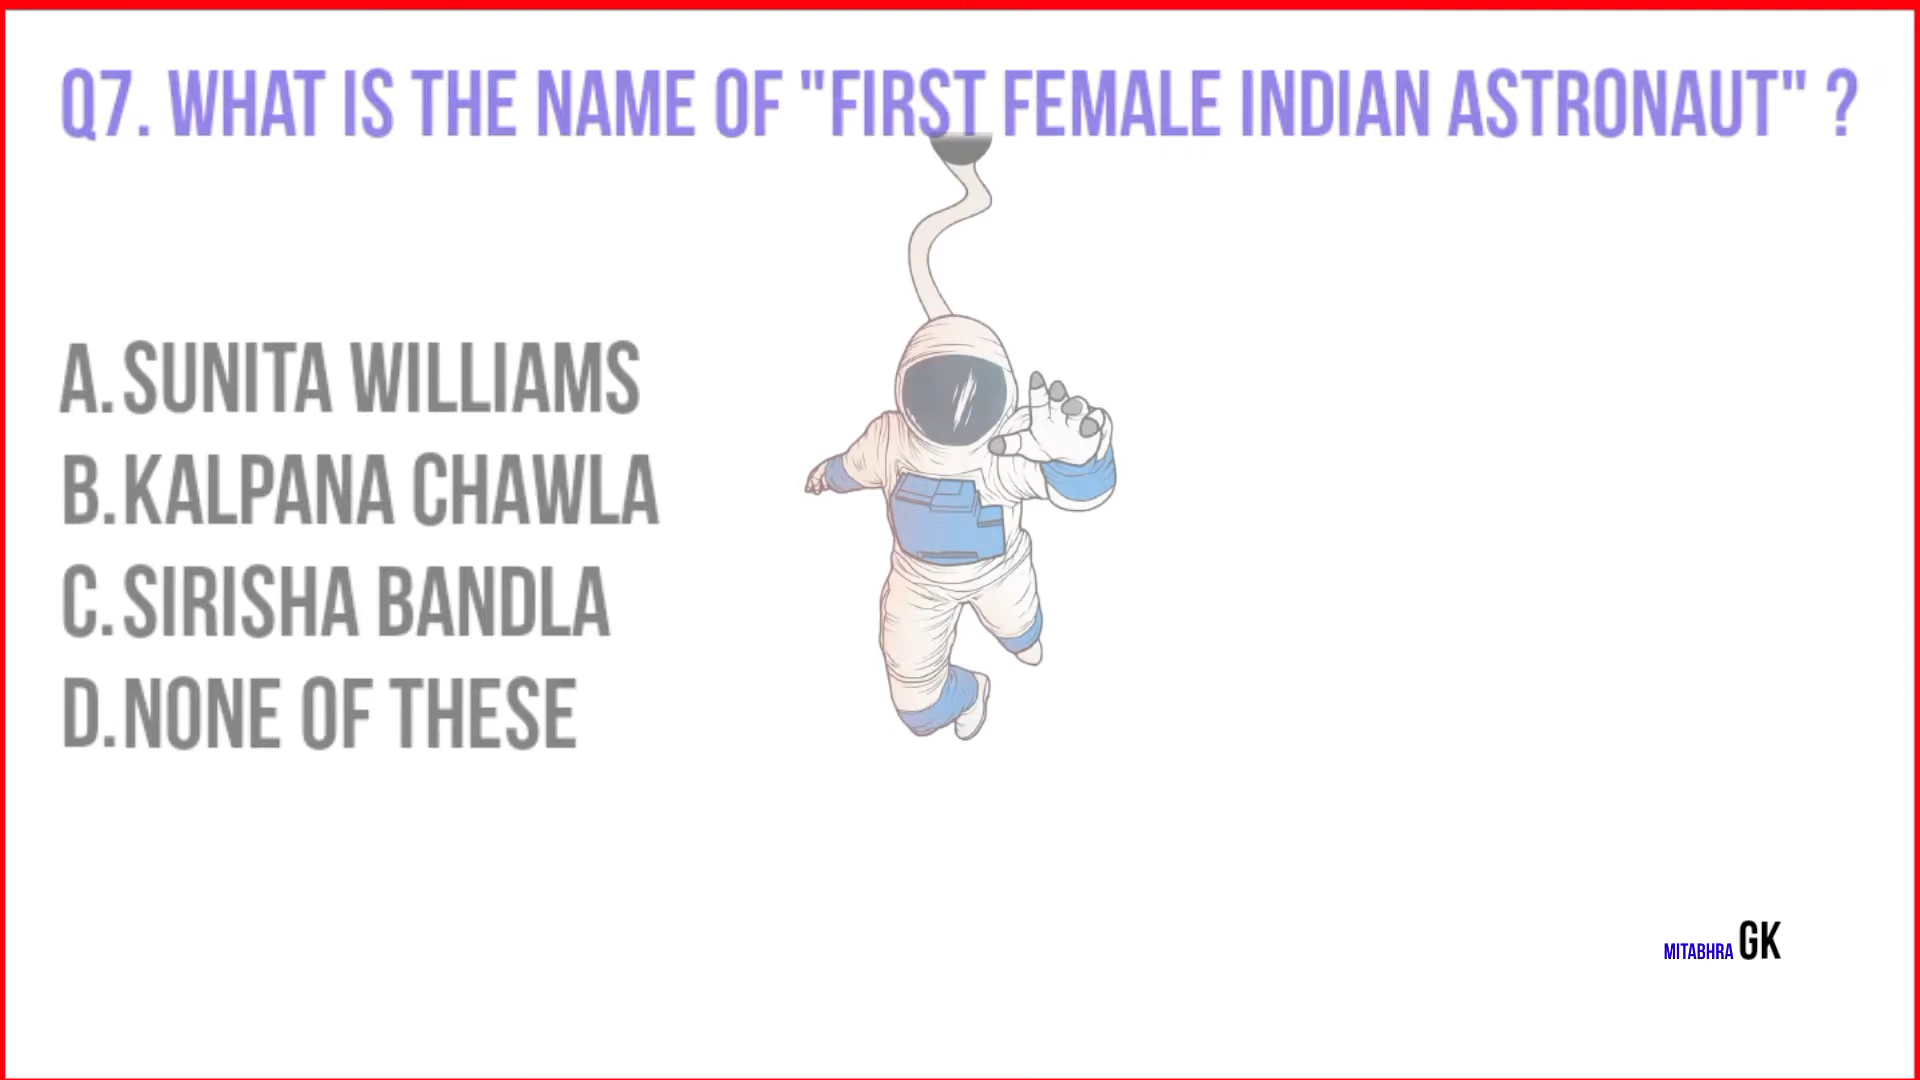 Q7. WHAT IS THE NAME OF "FIRST FEMALE INDIAN ASTRONAUT" ?
A. SUNITA WILLIAMS
B. KALPANA CHAWLA
C. SIRISHA BANDLA
D. NONE OF THESE
MITABHRA GK